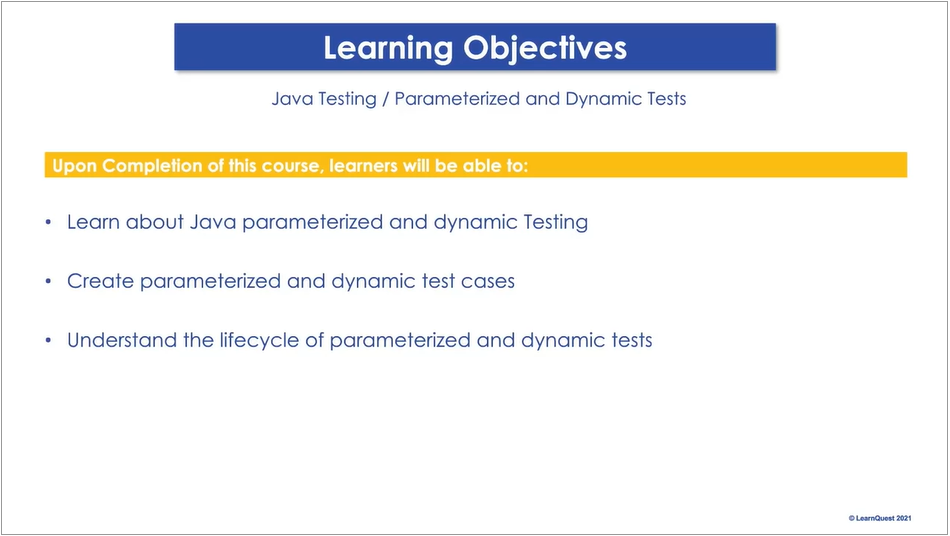 Learning Objectives
Java Testing / Parameterized and Dynamic Tests
Upon Completion of this course, learners will be able to:
• Learn about Java parameterized and dynamic Testing
• Create parameterized and dynamic test cases
• Understand the lifecycle of parameterized and dynamic tests
© LearnQuest 2021